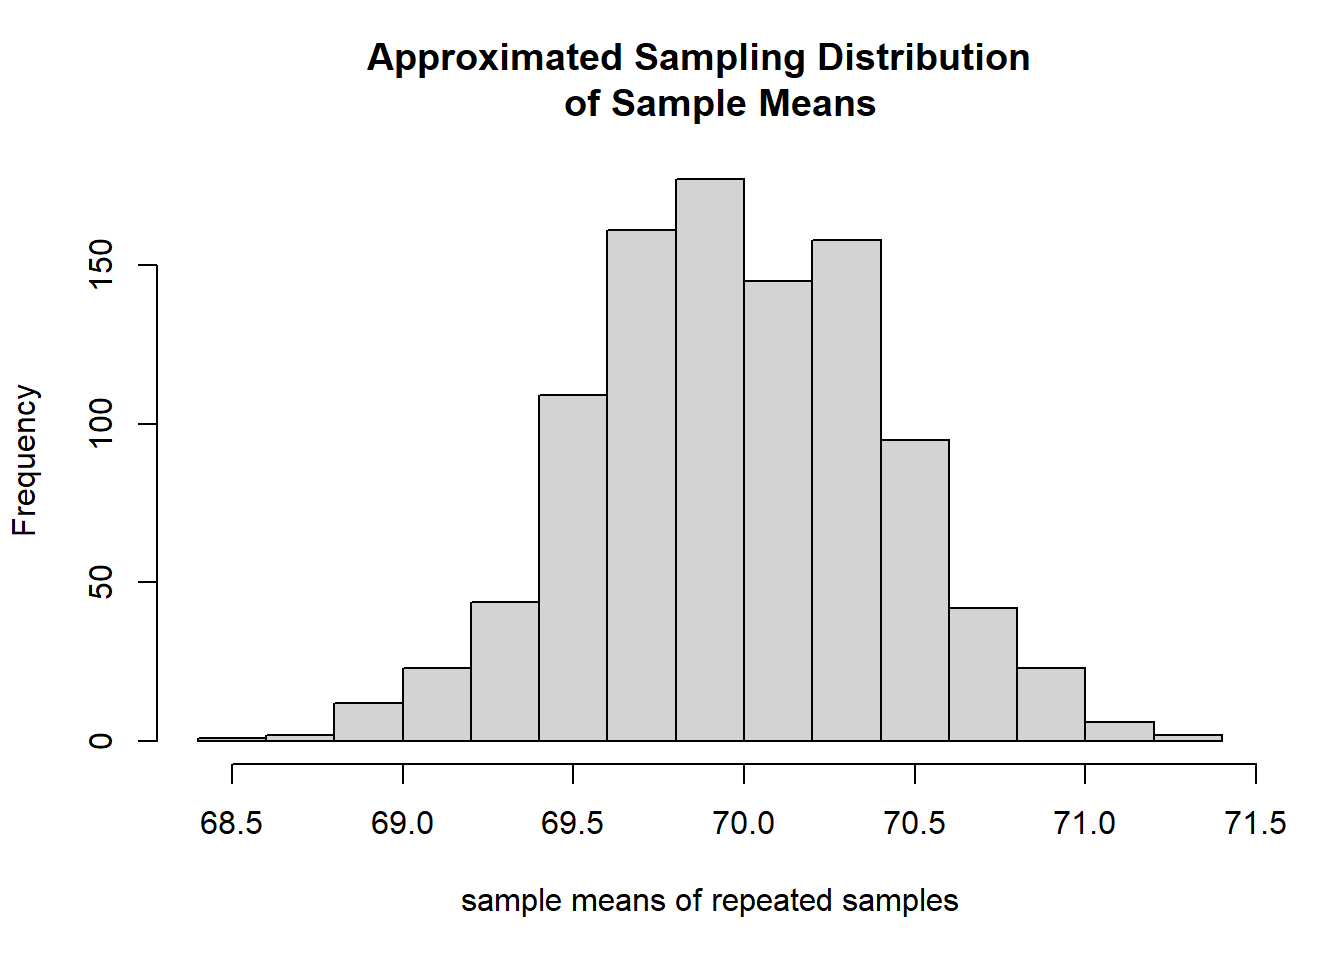 Approximated Sampling Distribution
of Sample Means
Frequency
150
100
50
0
68.5 69.0 69.5 70.0 70.5 71.0 71.5
sample means of repeated samples